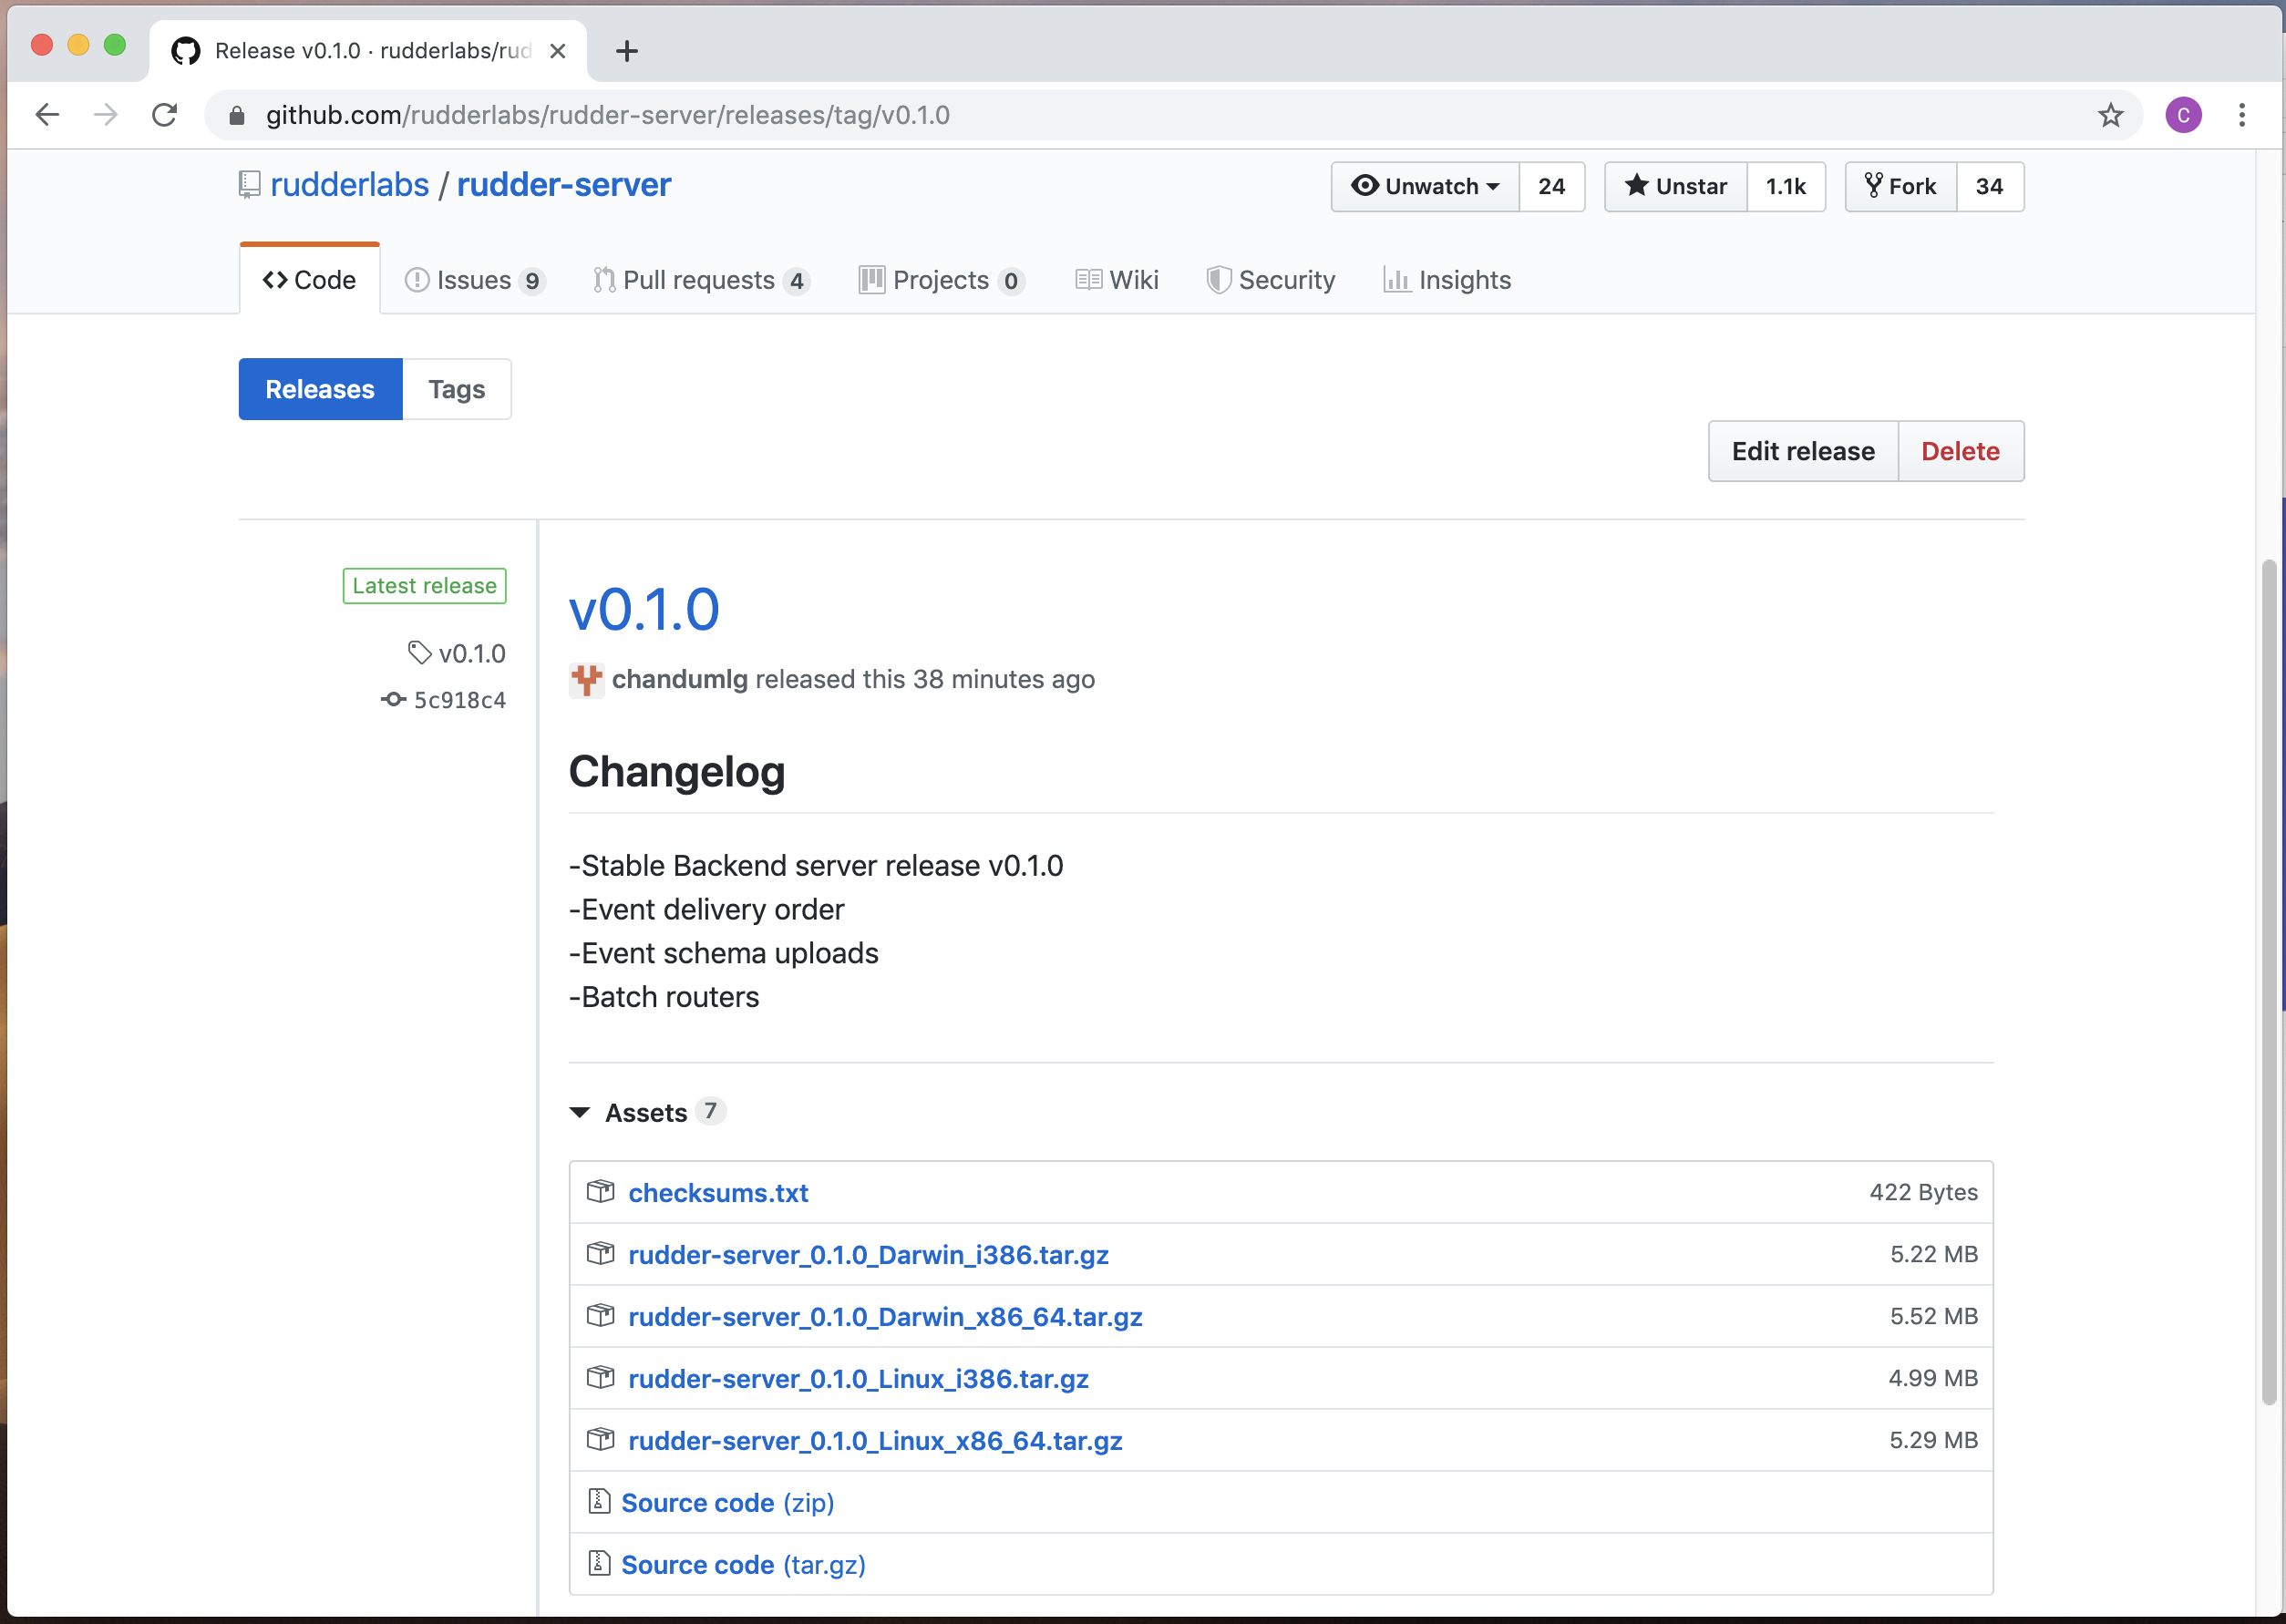 Release v0.1.0 · rudderlabs/rud
github.com/rudderlabs/rudder-server/releases/tag/v0.1.0
C
rudderlabs / rudder-server
Unwatch 24
Unstar 1.1k
Fork 34
Code
Issues 9
Pull requests 4
Projects 0
Wiki
Security
Insights
Releases
Tags
Edit release
Delete
Latest release
v0.1.0
5c918c4
v0.1.0
chandumlg released this 38 minutes ago
Changelog
-Stable Backend server release v0.1.0
-Event delivery order
-Event schema uploads
-Batch routers
Assets 7
checksums.txt 422 Bytes
rudder-server_0.1.0_Darwin_i386.tar.gz 5.22 MB
rudder-server_0.1.0_Darwin_x86_64.tar.gz 5.52 MB
rudder-server_0.1.0_Linux_i386.tar.gz 4.99 MB
rudder-server_0.1.0_Linux_x86_64.tar.gz 5.29 MB
Source code (zip)
Source code (tar.gz)